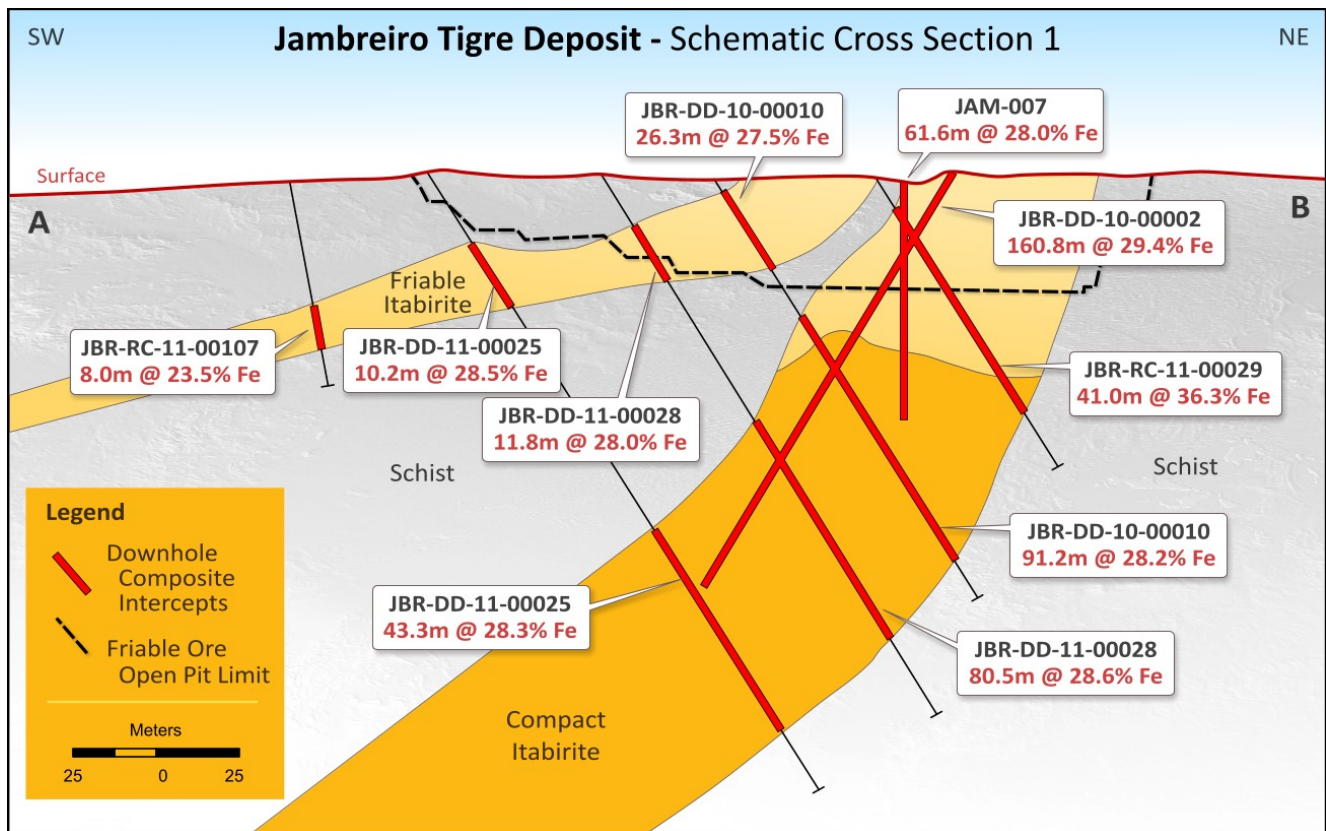 SW
Jambreiro Tigre Deposit - Schematic Cross Section 1
NE
JBR-DD-10-00010
26.3m @ 27.5% Fe
JAM-007
61.6m @ 28.0% Fe
Surface
A
B
JBR-DD-10-00002
160.8m @ 29.4% Fe
Friable
Itabirite
JBR-RC-11-00107
8.0m @ 23.5% Fe
JBR-DD-11-00025
10.2m @ 28.5% Fe
JBR-DD-11-00028
11.8m @ 28.0% Fe
JBR-RC-11-00029
41.0m @ 36.3% Fe
Schist
Schist
Legend
Downhole
Composite
Intercepts
Friable Ore
Open Pit Limit
Meters
25 0 25
JBR-DD-10-00010
91.2m @ 28.2% Fe
JBR-DD-11-00025
43.3m @ 28.3% Fe
JBR-DD-11-00028
80.5m @ 28.6% Fe
Compact
Itabirite